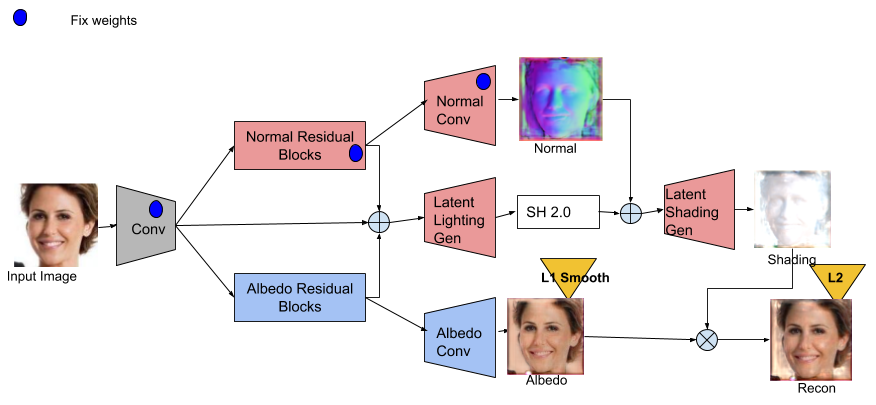 Fix weights
Normal
Conv
Normal
Normal Residual
Blocks
Conv
Input Image
Latent
Lighting
Gen
SH 2.0
Latent
Shading
Gen
Shading
Albedo Residual
Blocks
L1 Smooth
L2
Albedo
Conv
Albedo
Recon